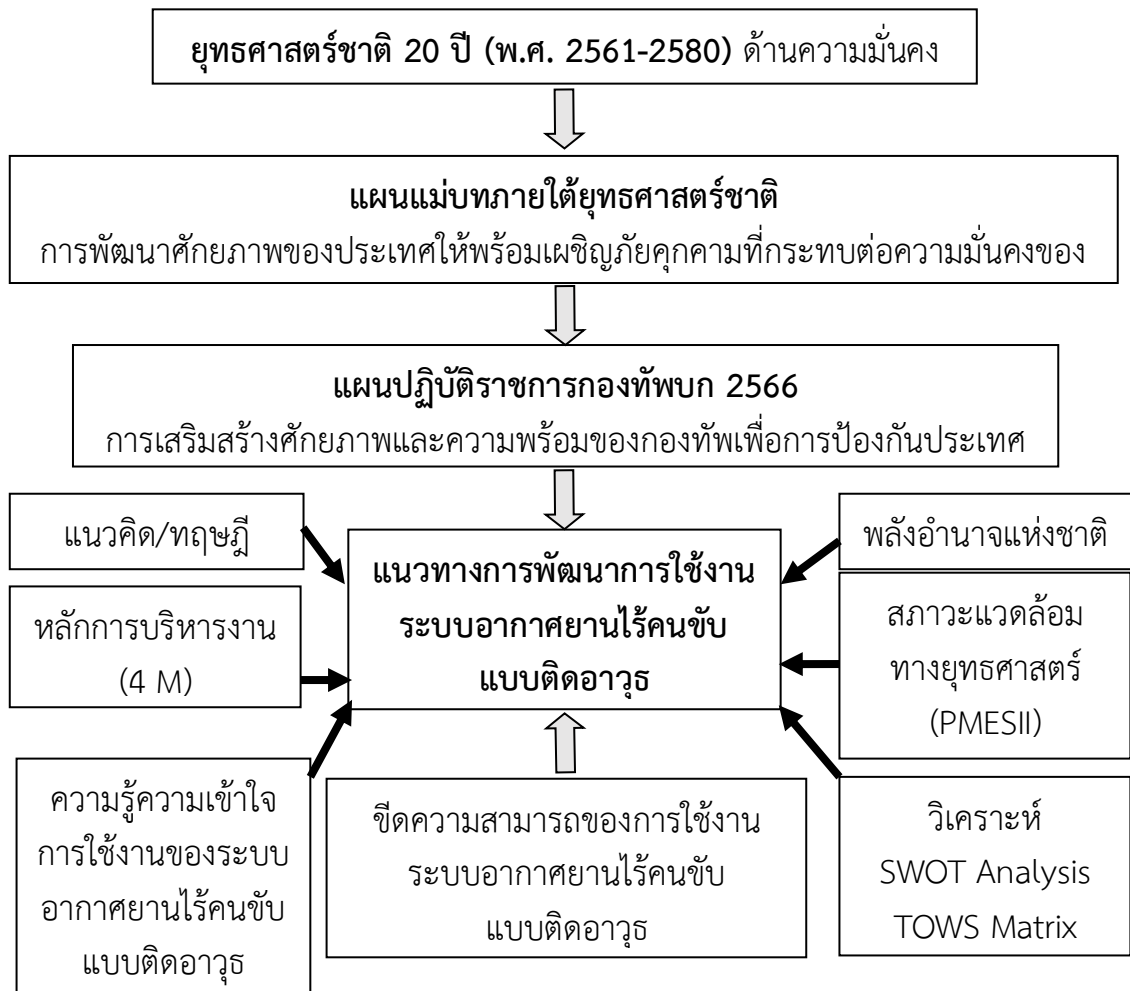 ยุทธศาสตร์ชาติ 20 ปี (พ.ศ. 2561-2580) ด้านความมั่นคง
แผนแม่บทภายใต้ยุทธศาสตร์ชาติ
การพัฒนาศักยภาพของประเทศให้พร้อมเผชิญภัยคุกคามที่กระทบต่อความมั่นคงของ
แผนปฏิบัติราชการกองทัพบก 2566
การเสริมสร้างศักยภาพและความพร้อมของกองทัพเพื่อการป้องกันประเทศ
แนวคิด/ทฤษฎี
หลักการบริหารงาน
(4 M)
ความรู้ความเข้าใจ
การใช้งานของระบบ
อากาศยานไร้คนขับ
แบบติดอาวุธ
แนวทางการพัฒนาการใช้งาน
ระบบอากาศยานไร้คนขับ
แบบติดอาวุธ
ขีดความสามารถของการใช้งาน
ระบบอากาศยานไร้คนขับ
แบบติดอาวุธ
พลังอำนาจแห่งชาติ
สภาวะแวดล้อม
ทางยุทธศาสตร์
(PMESII)
วิเคราะห์
SWOT Analysis
TOWS Matrix